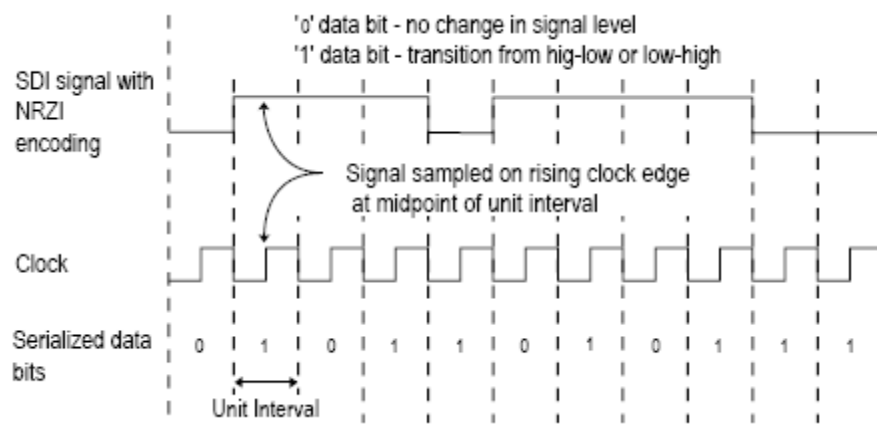 '0' data bit - no change in signal level
'1' data bit - transition from hig-low or low-high
SDI signal with
NRZI
encoding
Signal sampled on rising clock edge
at midpoint of unit interval
Clock
Serialized data
bits
0 1 0 1 1 0 1 0 1 1 1
Unit Interval